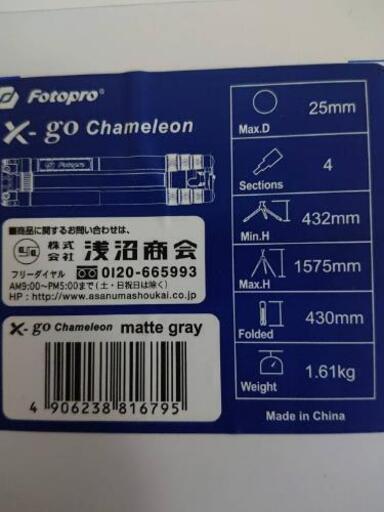 Fotopro®
X-go Chameleon
Fotopro
■商品に関するお問い合わせは、
株式会社 浅沼商会
フリーダイヤル 0120-665993
AM9:00~PM5:00まで(土・日祝日は除く)
HP:http://www.asanumashoukai.co.jp
X-go Chameleon matte gray
4 906238 816795
Max.D 25mm
Sections 4
Min.H 432mm
Max.H 1575mm
Folded 430mm
Weight 1.61kg
Made in China